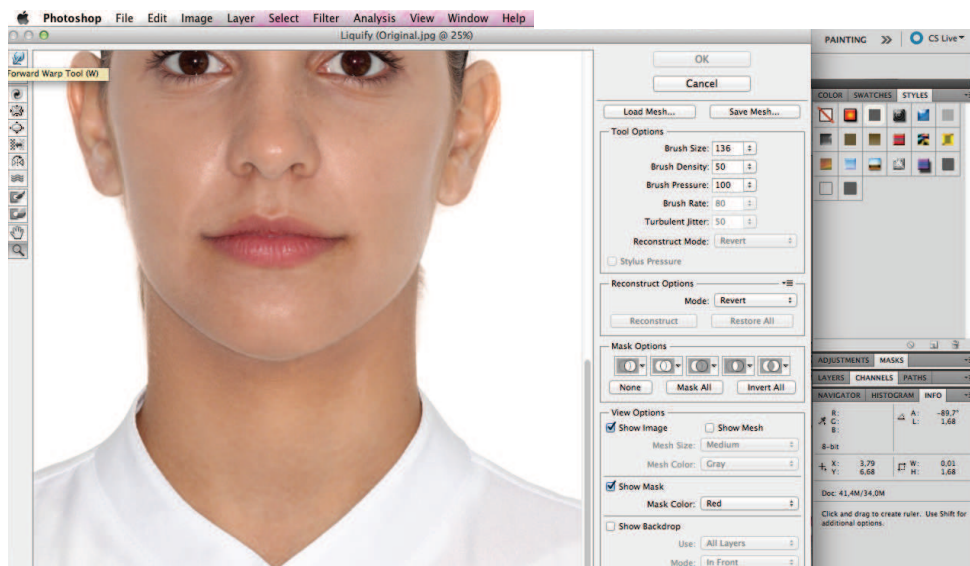 Photoshop File Edit Image Layer Select Filter Analysis View Window Help
Liquify (Original.jpg @ 25%)
PAINTING >> CS Live
Forward Warp Tool (W)
OK
Cancel
Load Mesh... Save Mesh...
Tool Options
Brush Size: 136
Brush Density: 50
Brush Pressure: 100
Brush Rate: 80
Turbulent Jitter: 50
Reconstruct Mode: Revert
Stylus Pressure
Reconstruct Options
Mode: Revert
Reconstruct Restore All
Mask Options
None Mask All Invert All
View Options
Show Image Show Mesh
Mesh Size: Medium
Mesh Color: Gray
Show Mask
Mask Color: Red
Show Backdrop
Use: All Layers
Mode: In Front
COLOR SWATCHES STYLES
ADJUSTMENTS MASKS
LAYERS CHANNELS PATHS
NAVIGATOR HISTOGRAM INFO
R: A: -89,7°
G: L: 1,68
B:
8-bit
X: 3,79 W: 0,01
Y: 6,68 H: 1,68
Doc: 41,4M/34,0M
Click and drag to create ruler. Use Shift for
additional options.